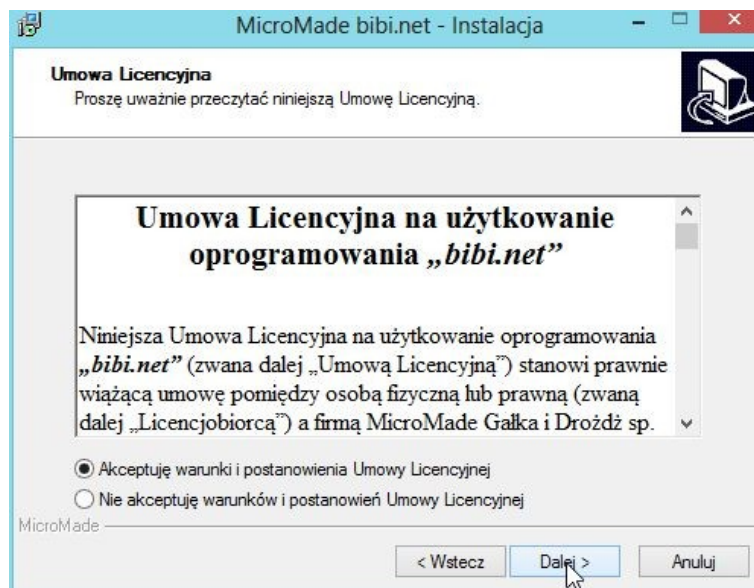 MicroMade bibi.net - Instalacja
Umowa Licencyjna
Proszę uważnie przeczytać niniejszą Umowę Licencyjną.
Umowa Licencyjna na użytkowanie
oprogramowania „bibi.net”
Niniejsza Umowa Licencyjna na użytkowanie oprogramowania
„bibi.net” (zwana dalej „Umową Licencyjną”) stanowi prawnie
wiążącą umowę pomiędzy osobą fizyczną lub prawną (zwaną
dalej „Licencjobiorcą”) a firmą MicroMade Gałka i Drożdż sp.
Akceptuję warunki i postanowienia Umowy Licencyjnej
Nie akceptuję warunków i postanowień Umowy Licencyjnej
MicroMade
< Wstecz Dalej > Anuluj